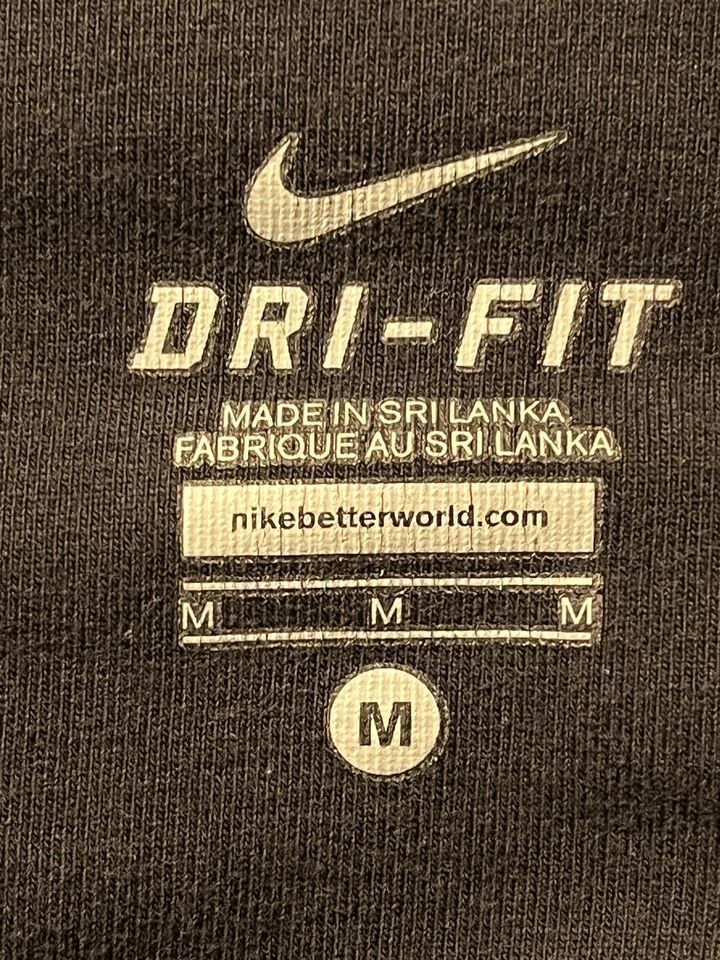 DRI-FIT
MADE IN SRI LANKA
FABRIQUE AU SRI LANKA
nikebetterworld.com
M M M
M